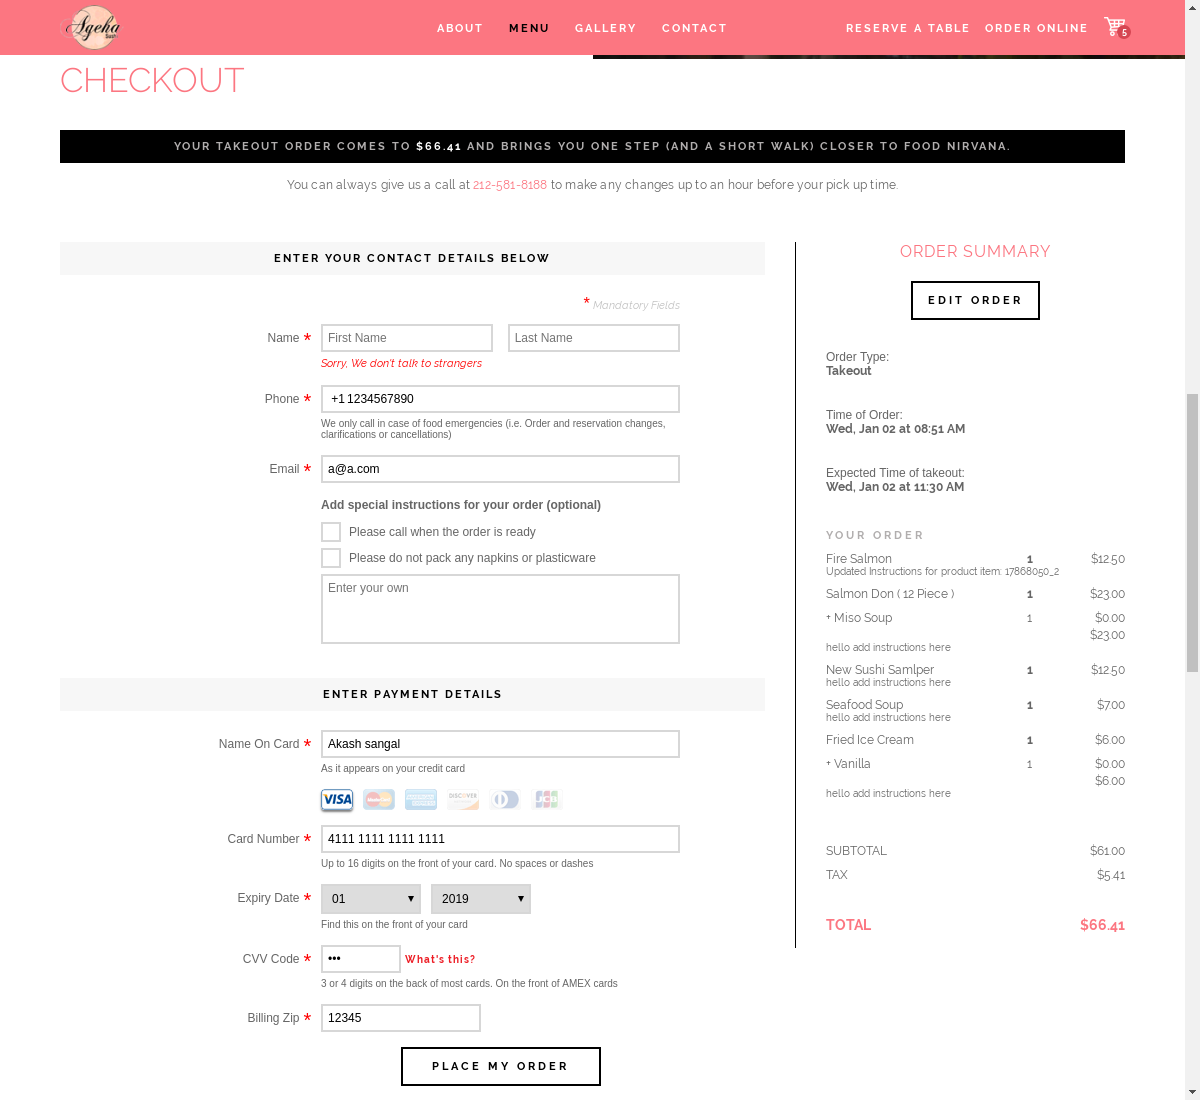 Ageha
Sushi
ABOUT MENU GALLERY CONTACT RESERVE A TABLE ORDER ONLINE 5
CHECKOUT
YOUR TAKEOUT ORDER COMES TO $66.41 AND BRINGS YOU ONE STEP (AND A SHORT WALK) CLOSER TO FOOD NIRVANA.
You can always give us a call at 212-581-8188 to make any changes up to an hour before your pick up time.
ENTER YOUR CONTACT DETAILS BELOW
* Mandatory Fields
Name * First Name Last Name
Sorry, We don't talk to strangers
Phone * +1 1234567890
We only call in case of food emergencies (i.e. Order and reservation changes,
clarifications or cancellations)
Email * a@a.com
Add special instructions for your order (optional)
Please call when the order is ready
Please do not pack any napkins or plasticware
Enter your own
ENTER PAYMENT DETAILS
Name On Card * Akash sangal
As it appears on your credit card
VISA MasterCard DISCOVER JCB
Card Number * 4111 1111 1111 1111
Up to 16 digits on the front of your card. No spaces or dashes
Expiry Date * 01 2019
Find this on the front of your card
CVV Code * ••• What's this?
3 or 4 digits on the back of most cards. On the front of AMEX cards
Billing Zip * 12345
PLACE MY ORDER
ORDER SUMMARY
EDIT ORDER
Order Type:
Takeout
Time of Order:
Wed, Jan 02 at 08:51 AM
Expected Time of takeout:
Wed, Jan 02 at 11:30 AM
YOUR ORDER
Fire Salmon 1 $12.50
Updated Instructions for product item: 17868050_2
Salmon Don ( 12 Piece ) 1 $23.00
+ Miso Soup 1 $0.00
$23.00
hello add instructions here
New Sushi Samlper 1 $12.50
hello add instructions here
Seafood Soup 1 $7.00
hello add instructions here
Fried Ice Cream 1 $6.00
+ Vanilla 1 $0.00
$6.00
hello add instructions here
SUBTOTAL $61.00
TAX $5.41
TOTAL $66.41